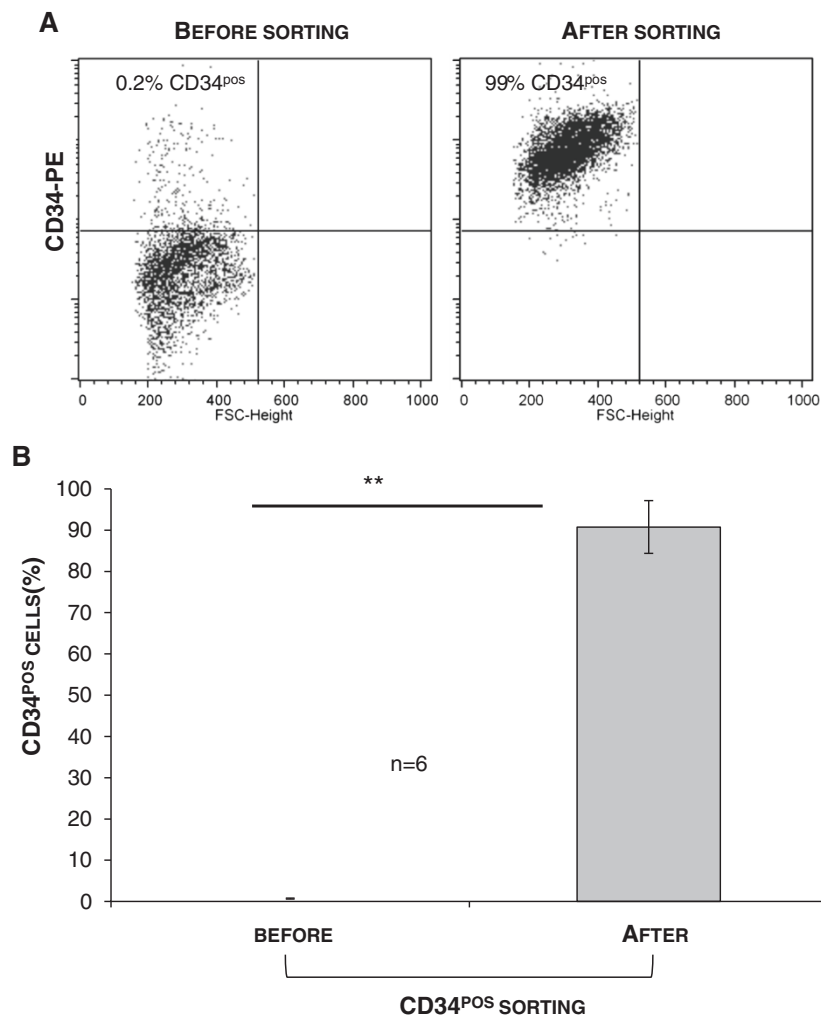 A
BEFORE SORTING
AFTER SORTING
0.2% CD34pos
99% CD34pos
CD34-PE
0 200 400 600 800 1000
FSC-Height
0 200 400 600 800 1000
FSC-Height
B
**
100
90
80
70
60
50
40
30
20
10
0
CD34POS CELLS(%)
n=6
BEFORE
AFTER
CD34POS SORTING